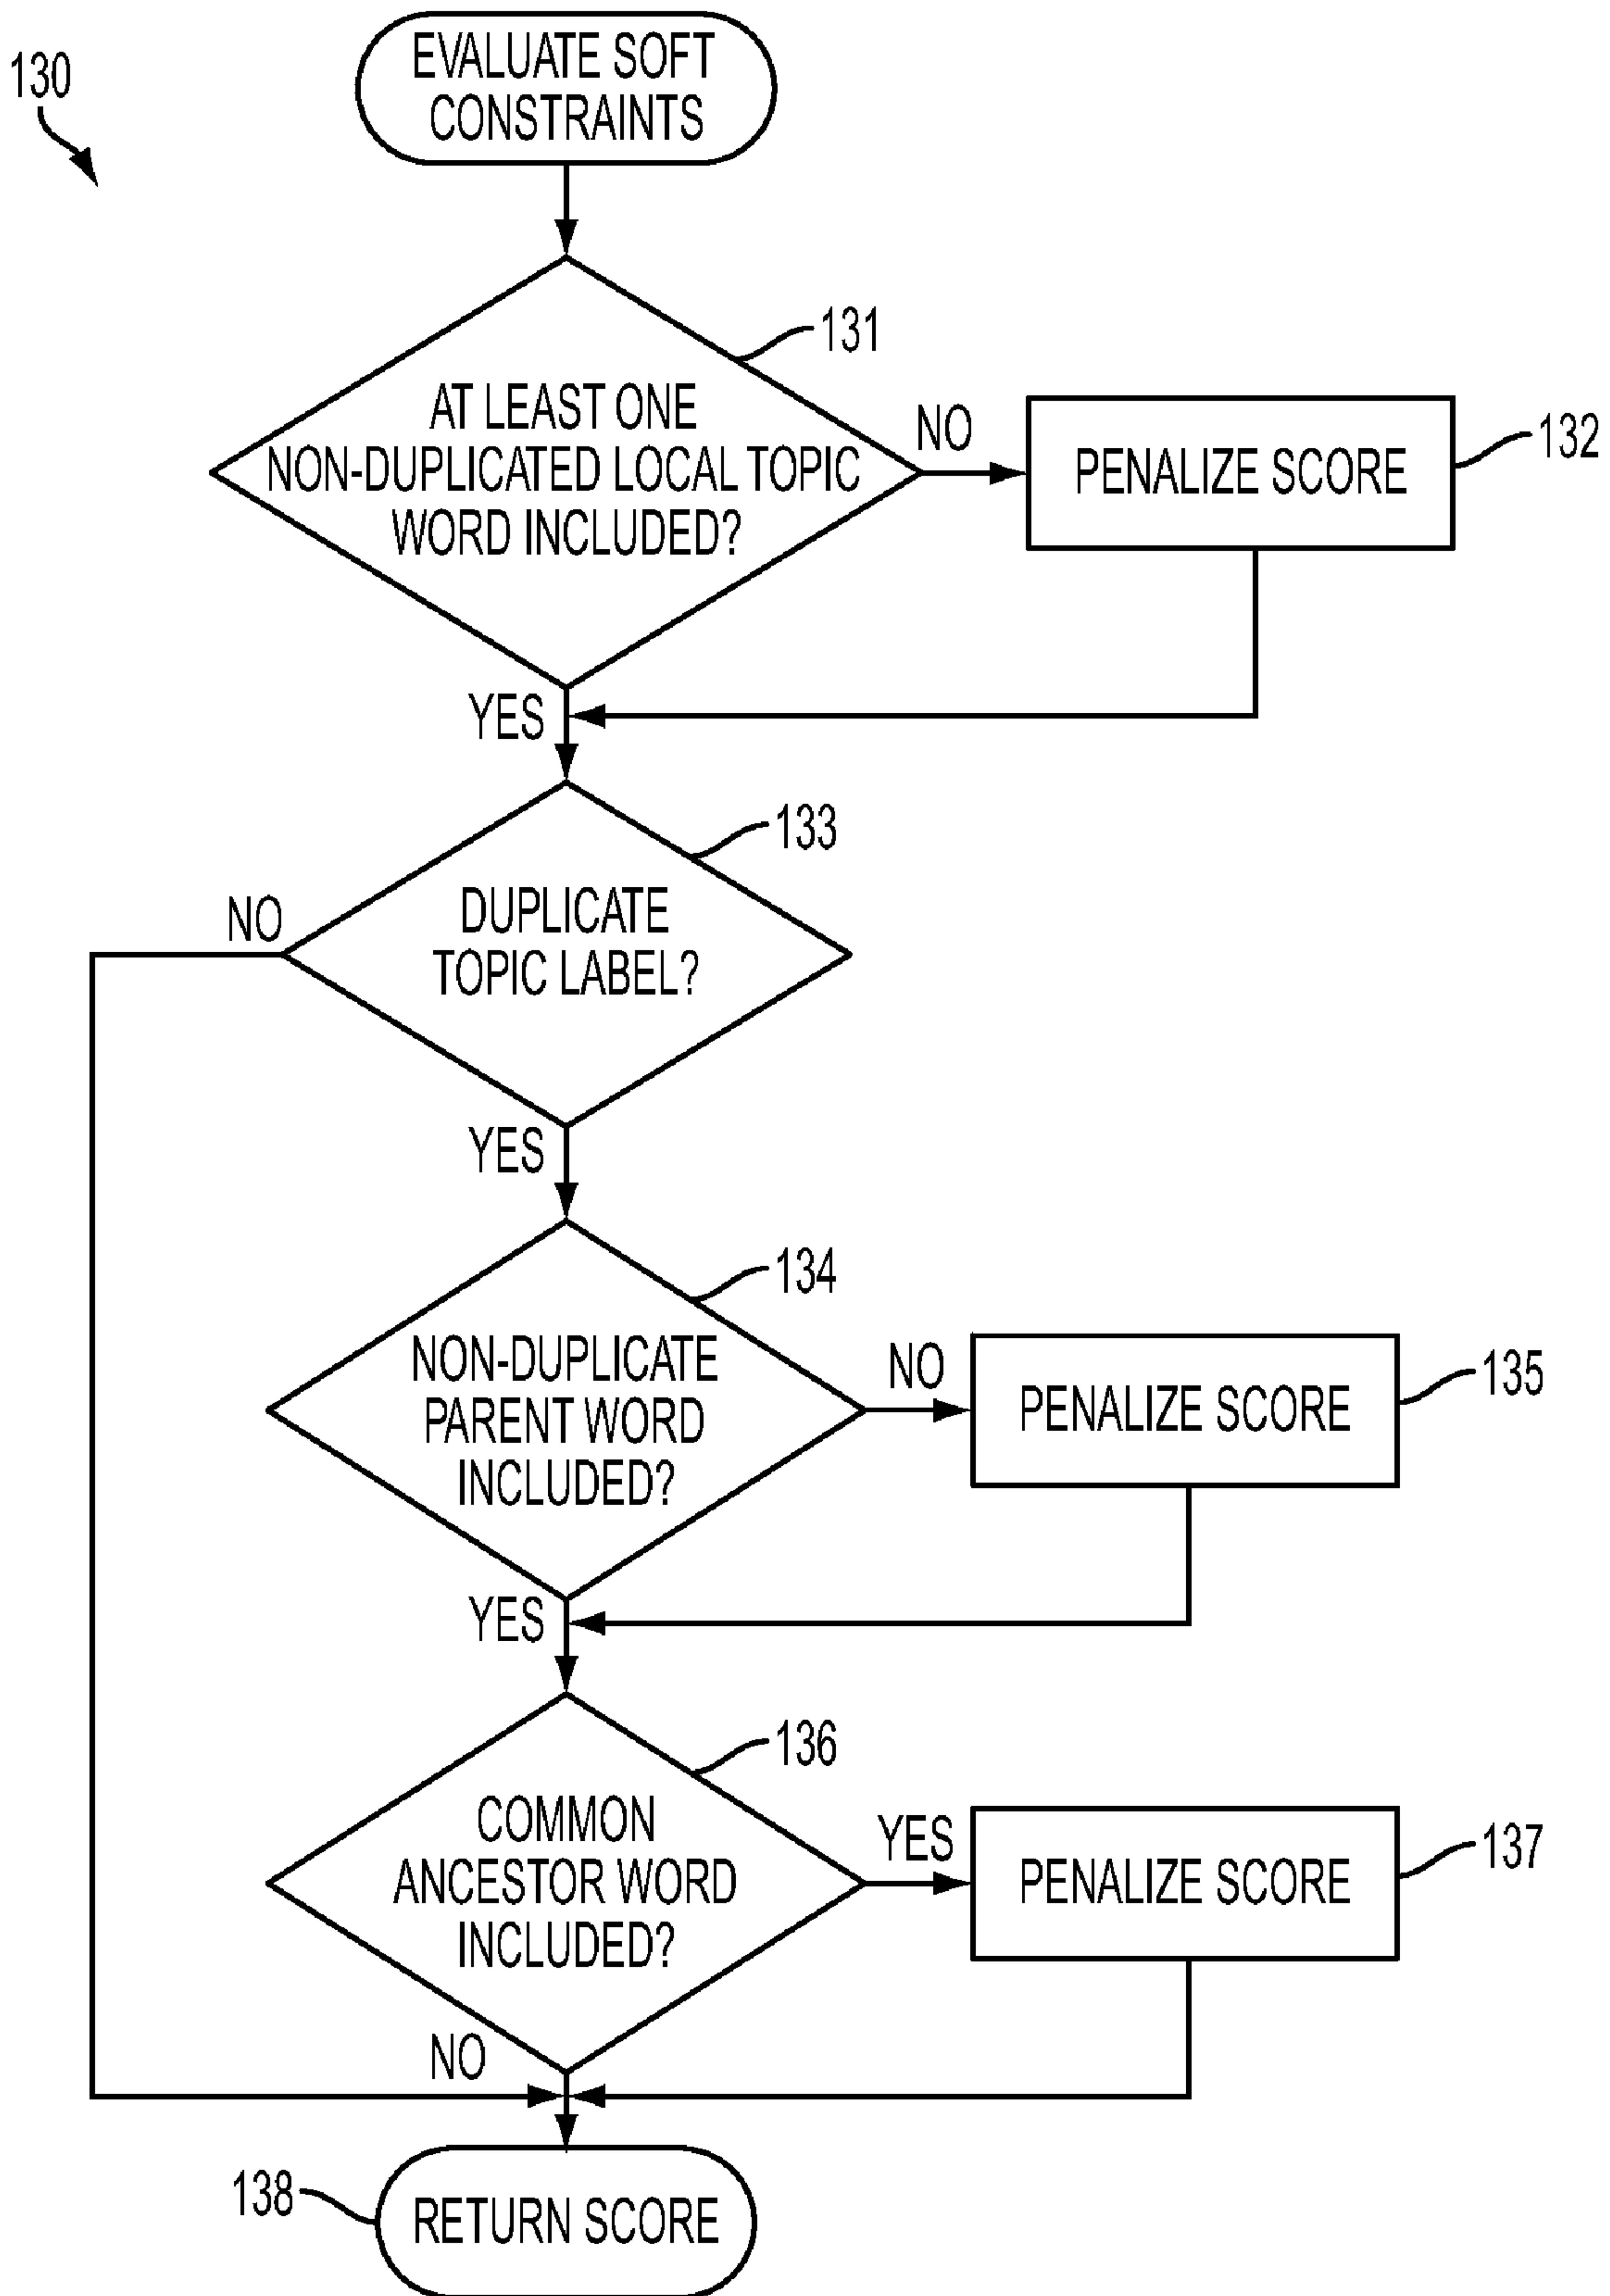 130
EVALUATE SOFT
CONSTRAINTS
131
AT LEAST ONE
NON-DUPLICATED LOCAL TOPIC
WORD INCLUDED?
NO
PENALIZE SCORE
132
YES
133
NO
DUPLICATE
TOPIC LABEL?
YES
134
NON-DUPLICATE
PARENT WORD
INCLUDED?
NO
PENALIZE SCORE
135
YES
136
COMMON
ANCESTOR WORD
INCLUDED?
YES
PENALIZE SCORE
137
NO
138
RETURN SCORE